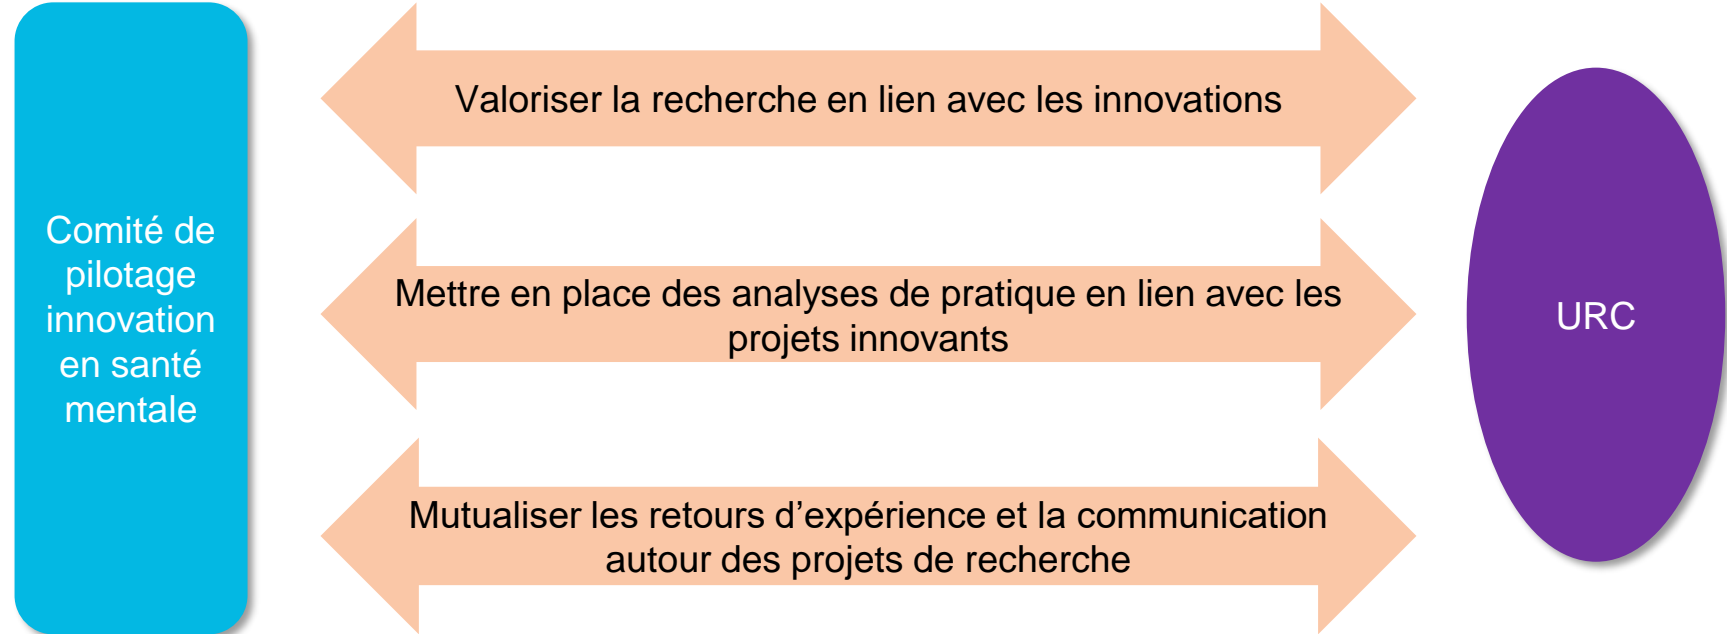 Comité de
pilotage
innovation
en santé
mentale
Valoriser la recherche en lien avec les innovations
Mettre en place des analyses de pratique en lien avec les
projets innovants
Mutualiser les retours d’expérience et la communication
autour des projets de recherche
URC